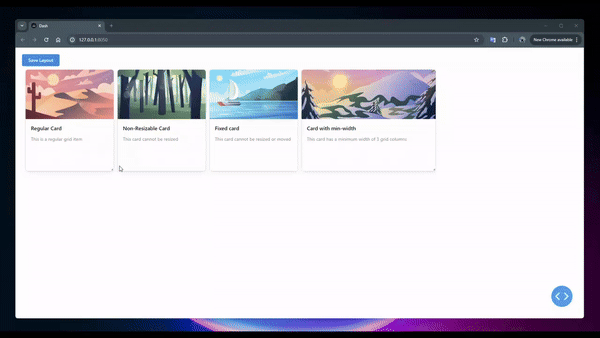 Dash
127.0.0.1:8050
New Chrome available
Save Layout
Regular Card
This is a regular grid item
Non-Resizable Card
This card cannot be resized
Fixed card
This card cannot be resized or moved
Card with min-width
This card has a minimum width of 3 grid columns